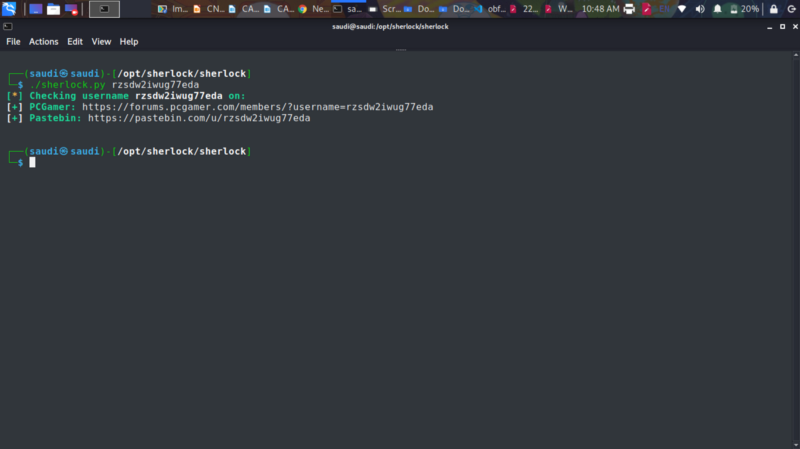 Im... CN... CA... CA... Ne... sa... Scr... Do... Do... obf... 22... W... 10:48 AM 20%
saudi@saudi:/opt/sherlock/sherlock
File Actions Edit View Help
┌──(saudi㉿saudi)-[/opt/sherlock/sherlock]
└─$ ./sherlock.py rzsdw2iwug77eda
[*] Checking username rzsdw2iwug77eda on:
[+] PCGamer: https://forums.pcgamer.com/members/?username=rzsdw2iwug77eda
[+] Pastebin: https://pastebin.com/u/rzsdw2iwug77eda
┌──(saudi㉿saudi)-[/opt/sherlock/sherlock]
└─$